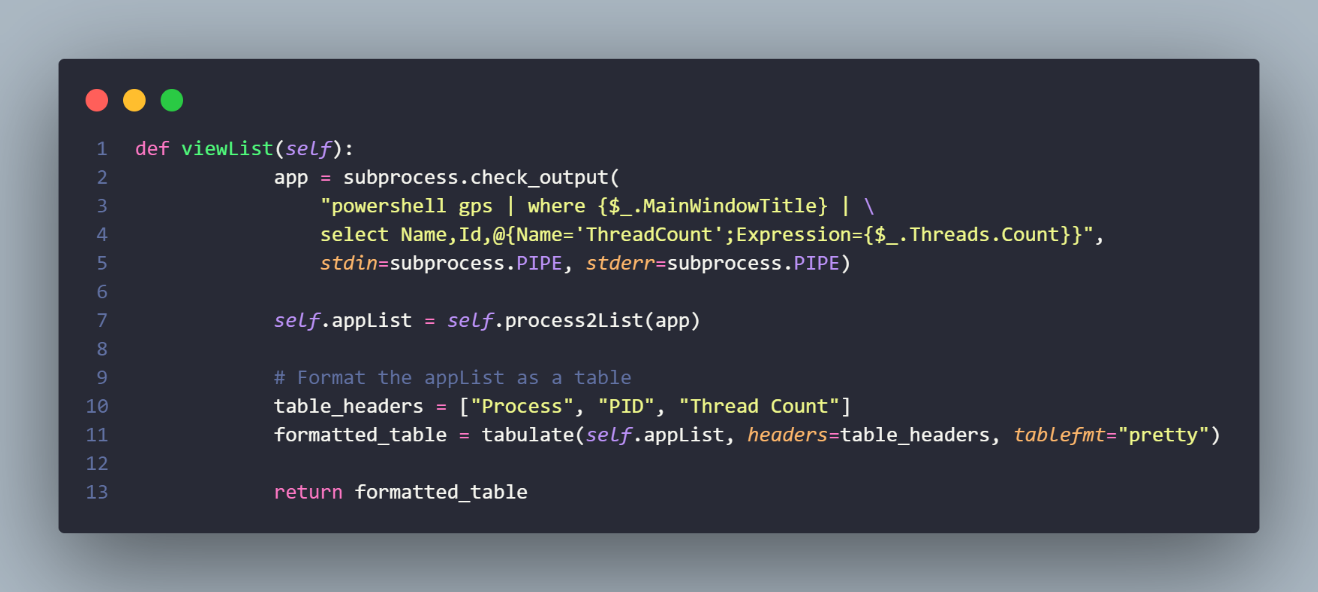 1 def viewList(self):
2 app = subprocess.check_output(
3 "powershell gps | where {$_.MainWindowTitle} | \
4 select Name,Id,@{Name='ThreadCount';Expression={$_.Threads.Count}}",
5 stdin=subprocess.PIPE, stderr=subprocess.PIPE)
6
7 self.appList = self.process2List(app)
8
9 # Format the appList as a table
10 table_headers = ["Process", "PID", "Thread Count"]
11 formatted_table = tabulate(self.appList, headers=table_headers, tablefmt="pretty")
12
13 return formatted_table